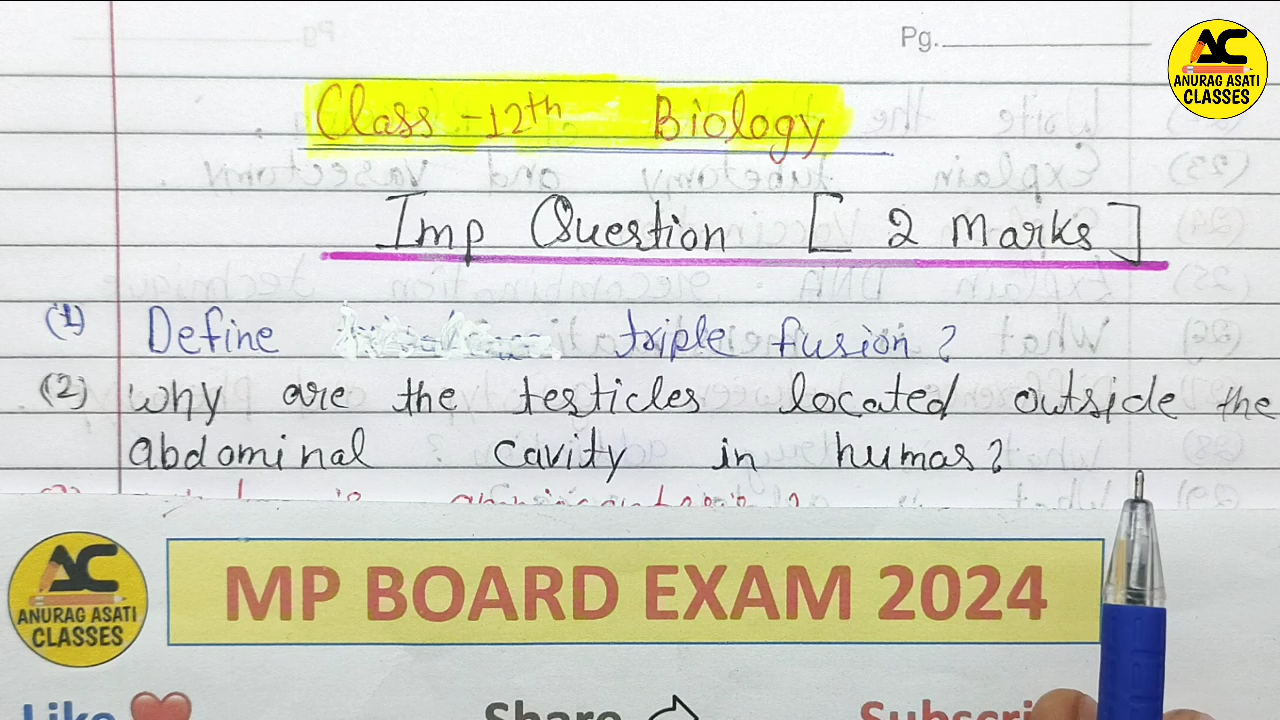 Pg.
AC
ANURAG ASATI
CLASSES
Class - 12th Biology
Imp Question [ 2 Marks ]
(1) Define triple fusion ?
(2) why are the testicles located outside the
abdominal cavity in humas ?
AC
ANURAG ASATI
CLASSES
MP BOARD EXAM 2024
Like Share Subscri